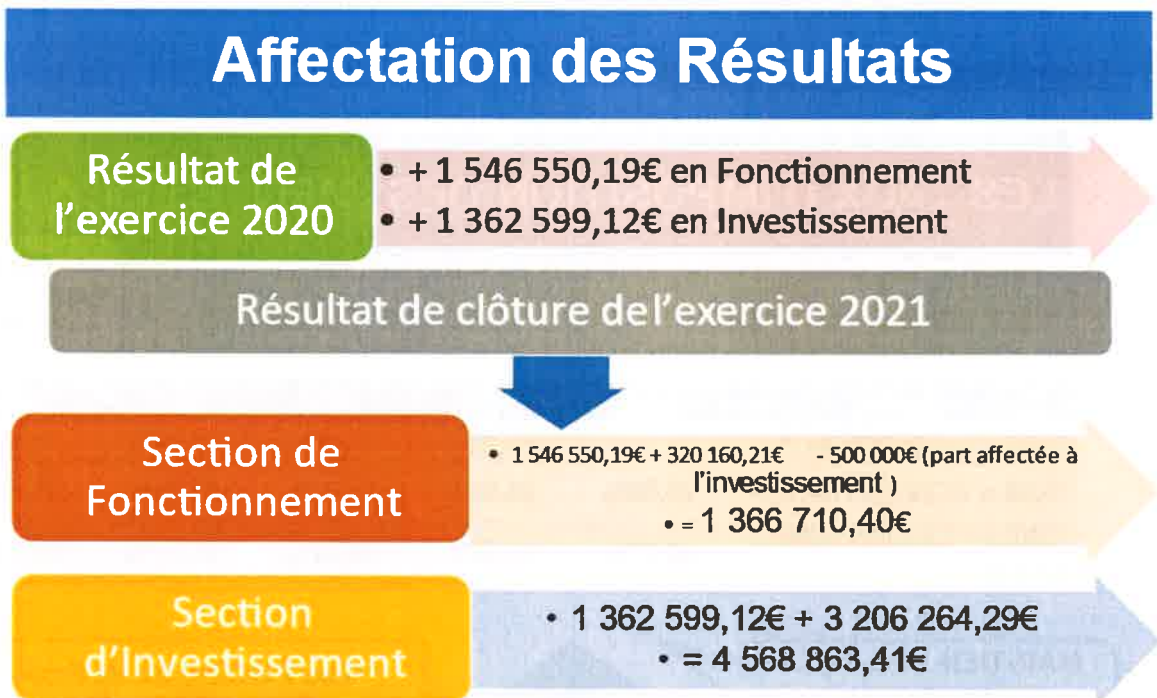 Affectation des Résultats
Résultat de
l'exercice 2020
• + 1 546 550,19€ en Fonctionnement
• + 1 362 599,12€ en Investissement
Résultat de clôture de l'exercice 2021
Section de
Fonctionnement
• 1 546 550,19€ + 320 160,21€ - 500 000€ (part affectée à
l'investissement )
• = 1 366 710,40€
Section
d'Investissement
• 1 362 599,12€ + 3 206 264,29€
• = 4 568 863,41€